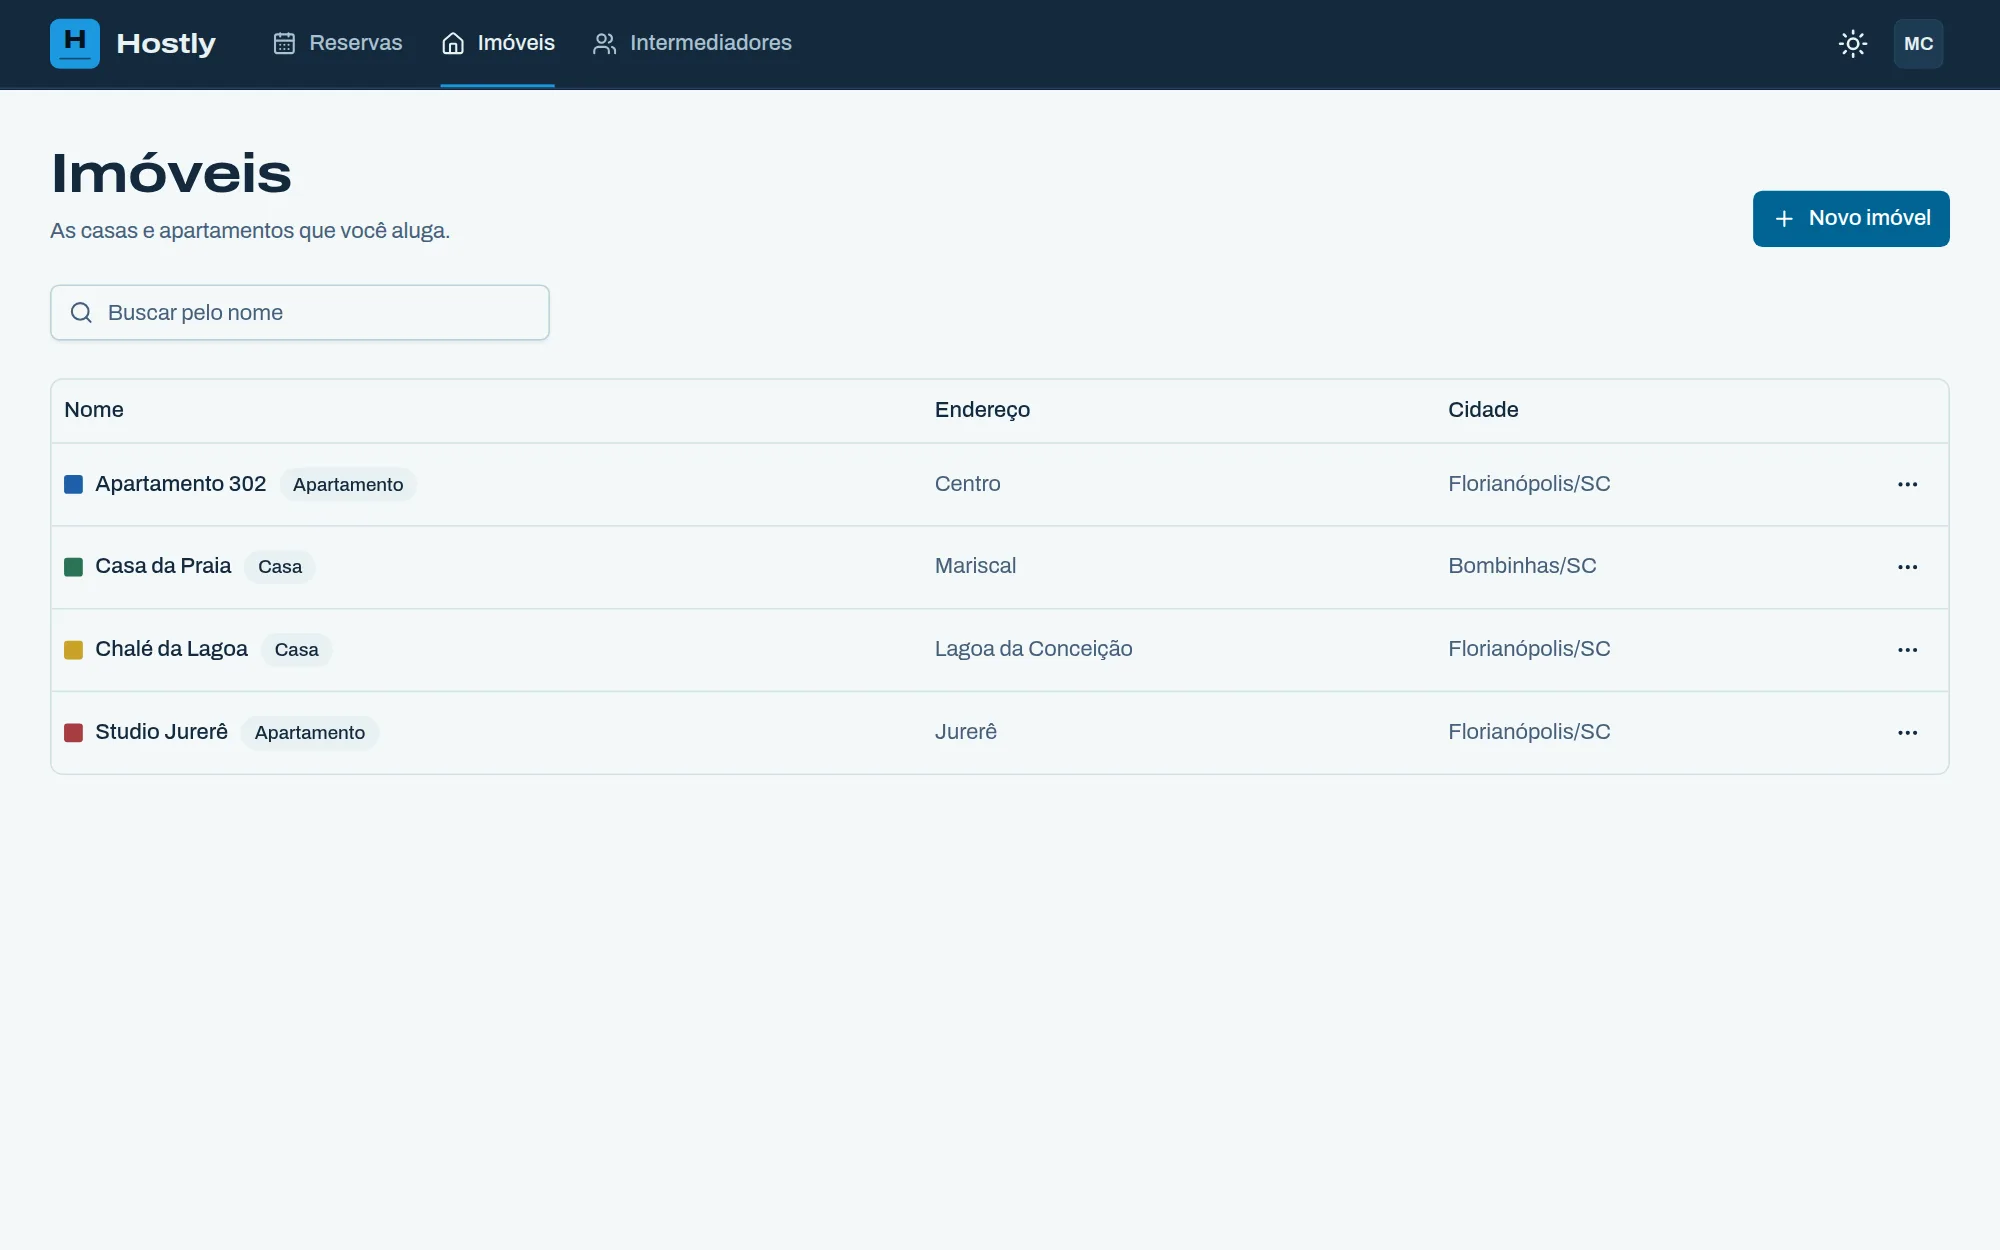 H Hostly Reservas Imóveis Intermediadores MC
Imóveis
As casas e apartamentos que você aluga.
Novo imóvel
Buscar pelo nome
Nome Endereço Cidade
Apartamento 302 Apartamento Centro Florianópolis/SC
Casa da Praia Casa Mariscal Bombinhas/SC
Chalé da Lagoa Casa Lagoa da Conceição Florianópolis/SC
Studio Jurerê Apartamento Jurerê Florianópolis/SC